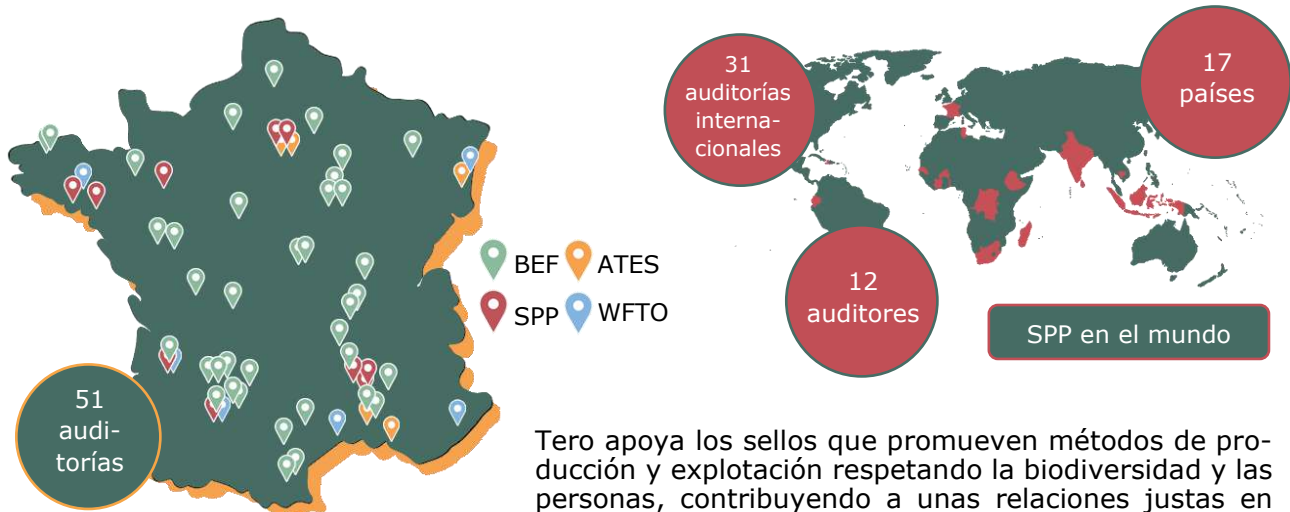 31
auditorías
interna-
cionales
17
países
BEF
ATES
SPP
WFTO
12
auditores
SPP en el mundo
51
audi-
torías
Tero apoya los sellos que promueven métodos de pro-
ducción y explotación respetando la biodiversidad y las
personas, contribuyendo a unas relaciones justas en